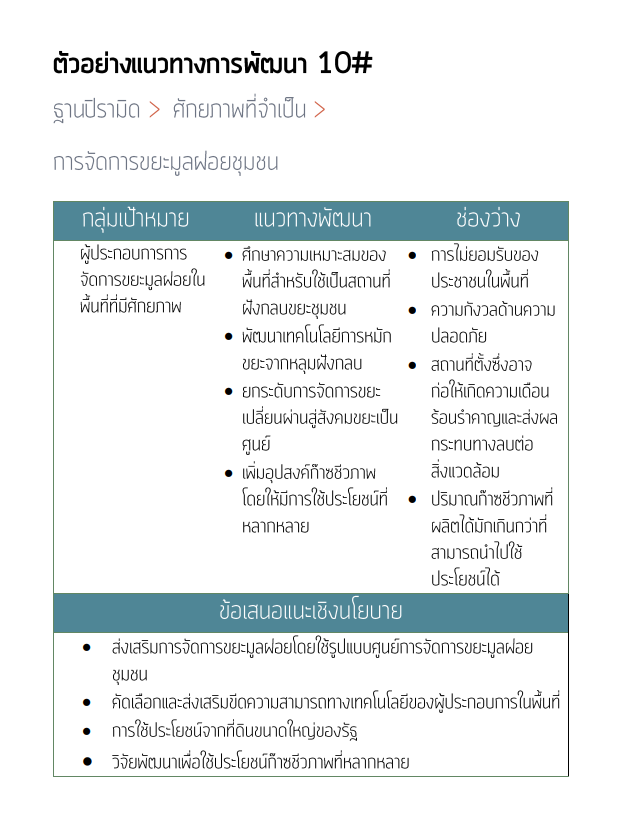 ตัวอย่างแนวทางการพัฒนา 10#
ฐานปิรามิด > ศักยภาพที่จำเป็น >
การจัดการขยะมูลฝอยชุมชน
กลุ่มเป้าหมาย แนวทางพัฒนา ช่องว่าง
ผู้ประกอบการการ
จัดการขยะมูลฝอยใน
พื้นที่ที่มีศักยภาพ
• ศึกษาความเหมาะสมของ
พื้นที่สำหรับใช้เป็นสถานที่
ฝังกลบขยะชุมชน
• พัฒนาเทคโนโลยีการหมัก
ขยะจากหลุมฝังกลบ
• ยกระดับการจัดการขยะ
เปลี่ยนผ่านสู่สังคมขยะเป็น
ศูนย์
• เพิ่มอุปสงค์ก๊าซชีวภาพ
โดยให้มีการใช้ประโยชน์ที่
หลากหลาย
• การไม่ยอมรับของ
ประชาชนในพื้นที่
• ความกังวลด้านความ
ปลอดภัย
• สถานที่ตั้งซึ่งอาจ
ก่อให้เกิดความเดือน
ร้อนรำคาญและส่งผล
กระทบทางลบต่อ
สิ่งแวดล้อม
• ปริมาณก๊าซชีวภาพที่
ผลิตได้มักเกินกว่าที่
สามารถนำไปใช้
ประโยชน์ได้
ข้อเสนอแนะเชิงนโยบาย
• ส่งเสริมการจัดการขยะมูลฝอยโดยใช้รูปแบบศูนย์การจัดการขยะมูลฝอย
ชุมชน
• คัดเลือกและส่งเสริมขีดความสามารถทางเทคโนโลยีของผู้ประกอบการในพื้นที่
• การใช้ประโยชน์จากที่ดินขนาดใหญ่ของรัฐ
• วิจัยพัฒนาเพื่อใช้ประโยชน์ก๊าซชีวภาพที่หลากหลาย